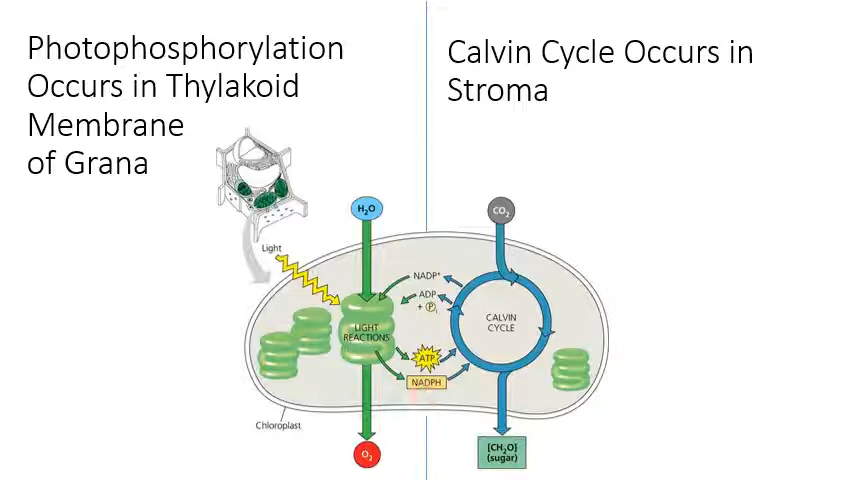 Photophosphorylation
Occurs in Thylakoid
Membrane
of Grana
Calvin Cycle Occurs in
Stroma
H₂O
CO₂
Light
NADP⁺
ADP
+ Pᵢ
LIGHT
REACTIONS
CALVIN
CYCLE
ATP
NADPH
Chloroplast
O₂
[CH₂O]
(sugar)